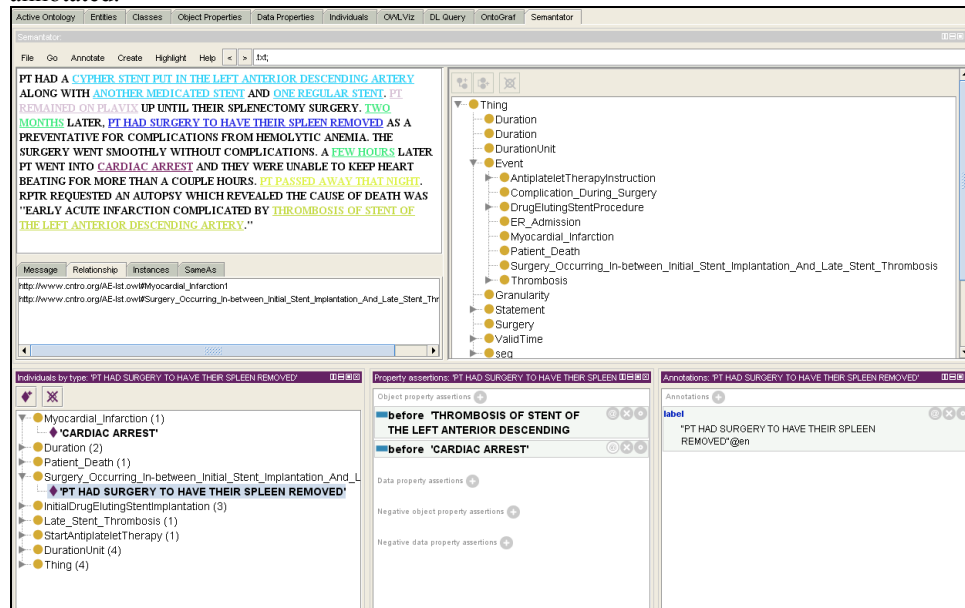 annotated.
Active Ontology Entities Classes Object Properties Data Properties Individuals OWLViz DL Query OntoGraf Semantator
Semantator:
File Go Annotate Create Highlight Help < > .txt;
PT HAD A CYPHER STENT PUT IN THE LEFT ANTERIOR DESCENDING ARTERY
ALONG WITH ANOTHER MEDICATED STENT AND ONE REGULAR STENT. PT
REMAINED ON PLAVIX UP UNTIL THEIR SPLENECTOMY SURGERY. TWO
MONTHS LATER, PT HAD SURGERY TO HAVE THEIR SPLEEN REMOVED AS A
PREVENTATIVE FOR COMPLICATIONS FROM HEMOLYTIC ANEMIA. THE
SURGERY WENT SMOOTHLY WITHOUT COMPLICATIONS. A FEW HOURS LATER
PT WENT INTO CARDIAC ARREST AND THEY WERE UNABLE TO KEEP HEART
BEATING FOR MORE THAN A COUPLE HOURS. PT PASSED AWAY THAT NIGHT.
RPTR REQUESTED AN AUTOPSY WHICH REVEALED THE CAUSE OF DEATH WAS
"EARLY ACUTE INFARCTION COMPLICATED BY THROMBOSIS OF STENT OF
THE LEFT ANTERIOR DESCENDING ARTERY."
Message Relationship Instances SameAs
http://www.cntro.org/AE-lst.owl#Myocardial_Infarction1
http://www.cntro.org/AE-lst.owl#Surgery_Occurring_In-between_Initial_Stent_Implantation_And_Late_Stent_Thr
Thing
Duration
Duration
DurationUnit
Event
AntiplateletTherapyInstruction
Complication_During_Surgery
DrugElutingStentProcedure
ER_Admission
Myocardial_Infarction
Patient_Death
Surgery_Occurring_In-between_Initial_Stent_Implantation_And_Late_Stent_Thrombosis
Thrombosis
Granularity
Statement
Surgery
ValidTime
seg
Individuals by type: 'PT HAD SURGERY TO HAVE THEIR SPLEEN REMOVED'
Myocardial_Infarction (1)
'CARDIAC ARREST'
Duration (2)
Patient_Death (1)
Surgery_Occurring_In-between_Initial_Stent_Implantation_And_L
'PT HAD SURGERY TO HAVE THEIR SPLEEN REMOVED'
InitialDrugElutingStentImplantation (3)
Late_Stent_Thrombosis (1)
StartAntiplateletTherapy (1)
DurationUnit (4)
Thing (4)
Property assertions: 'PT HAD SURGERY TO HAVE THEIR SPLEEN
Object property assertions
before 'THROMBOSIS OF STENT OF
THE LEFT ANTERIOR DESCENDING
before 'CARDIAC ARREST'
Data property assertions
Negative object property assertions
Negative data property assertions
Annotations: 'PT HAD SURGERY TO HAVE THEIR SPLEEN REMOVED'
Annotations
label
"PT HAD SURGERY TO HAVE THEIR SPLEEN
REMOVED"@en